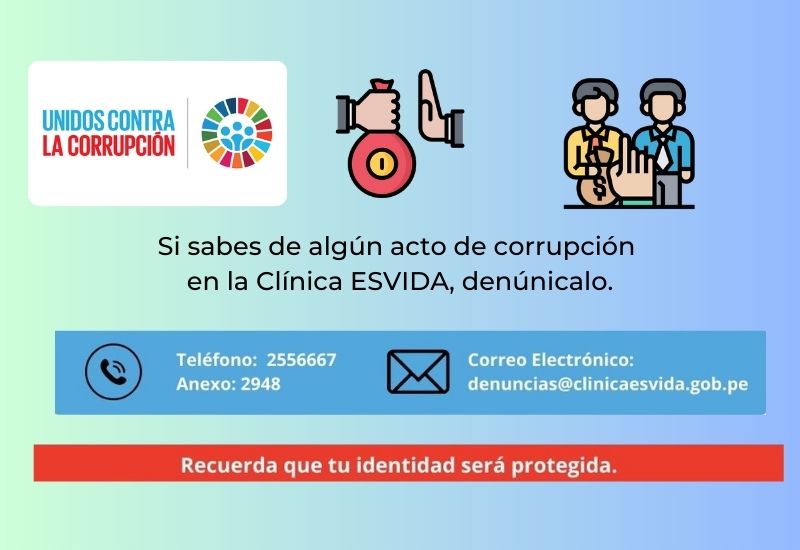 UNIDOS CONTRA
LA CORRUPCIÓN
Si sabes de algún acto de corrupción
en la Clínica ESVIDA, denúnicalo.
Teléfono: 2556667
Anexo: 2948
Correo Electrónico:
denuncias@clinicaesvida.gob.pe
Recuerda que tu identidad será protegida.